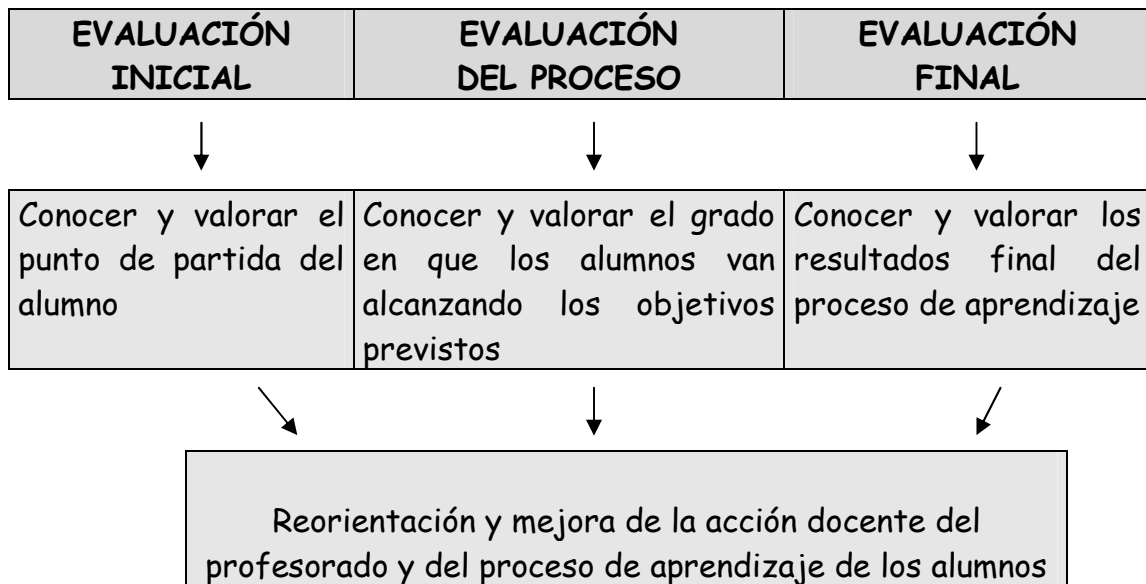 EVALUACIÓN
INICIAL
EVALUACIÓN
DEL PROCESO
EVALUACIÓN
FINAL
Conocer y valorar el
punto de partida del
alumno
Conocer y valorar el grado
en que los alumnos van
alcanzando los objetivos
previstos
Conocer y valorar los
resultados final del
proceso de aprendizaje
Reorientación y mejora de la acción docente del
profesorado y del proceso de aprendizaje de los alumnos